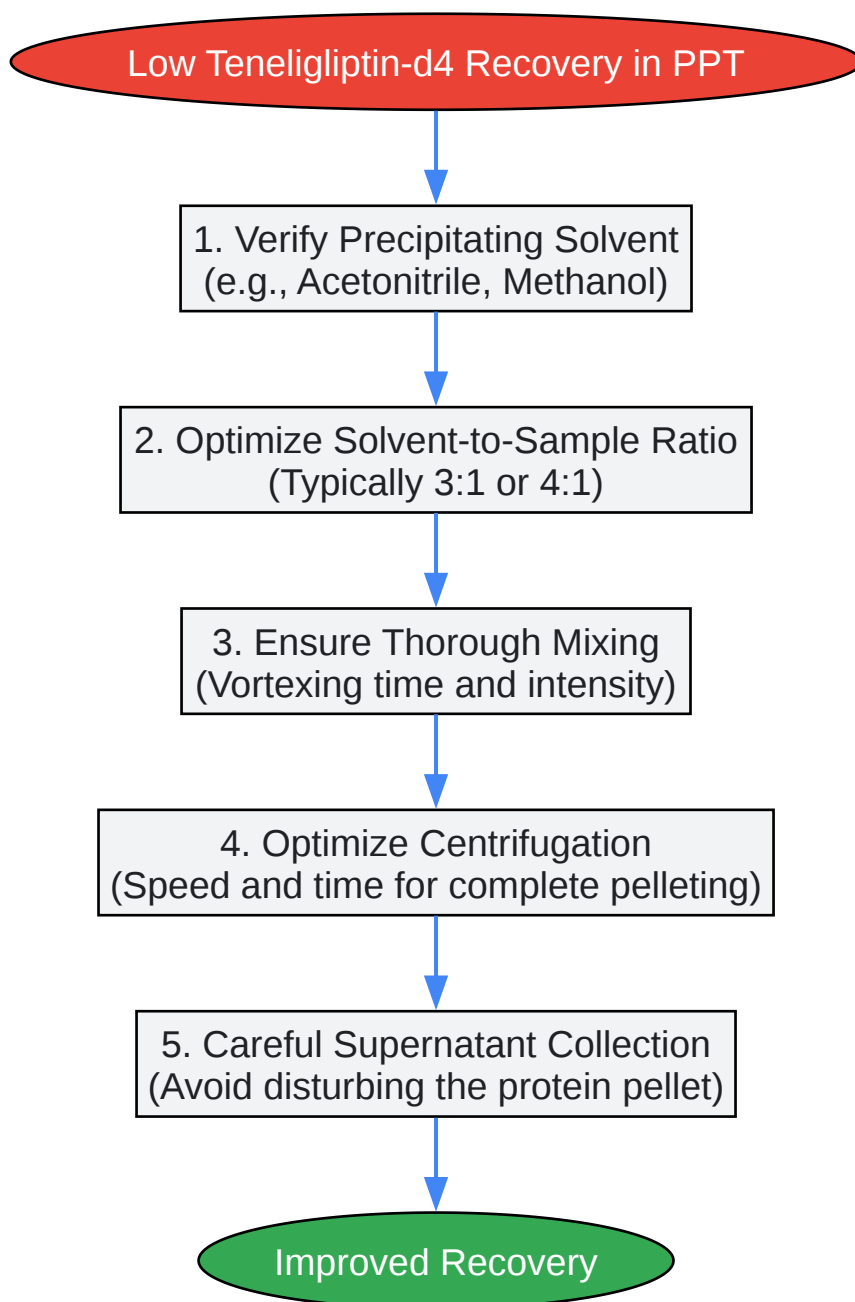 Low Teneligliptin-d4 Recovery in PPT
1. Verify Precipitating Solvent
(e.g., Acetonitrile, Methanol)
2. Optimize Solvent-to-Sample Ratio
(Typically 3:1 or 4:1)
3. Ensure Thorough Mixing
(Vortexing time and intensity)
4. Optimize Centrifugation
(Speed and time for complete pelleting)
5. Careful Supernatant Collection
(Avoid disturbing the protein pellet)
Improved Recovery